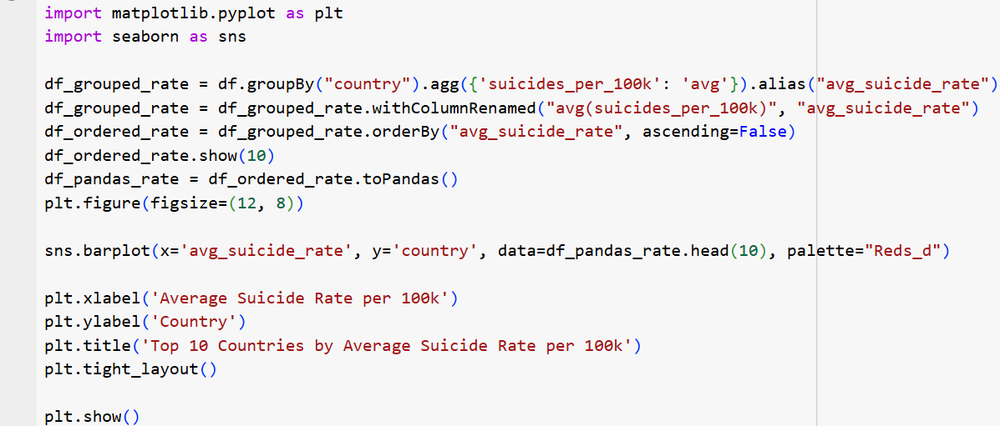 import matplotlib.pyplot as plt
import seaborn as sns
df_grouped_rate = df.groupBy("country").agg({'suicides_per_100k': 'avg'}).alias("avg_suicide_rate")
df_grouped_rate = df_grouped_rate.withColumnRenamed("avg(suicides_per_100k)", "avg_suicide_rate")
df_ordered_rate = df_grouped_rate.orderBy("avg_suicide_rate", ascending=False)
df_ordered_rate.show(10)
df_pandas_rate = df_ordered_rate.toPandas()
plt.figure(figsize=(12, 8))
sns.barplot(x='avg_suicide_rate', y='country', data=df_pandas_rate.head(10), palette="Reds_d")
plt.xlabel('Average Suicide Rate per 100k')
plt.ylabel('Country')
plt.title('Top 10 Countries by Average Suicide Rate per 100k')
plt.tight_layout()
plt.show()